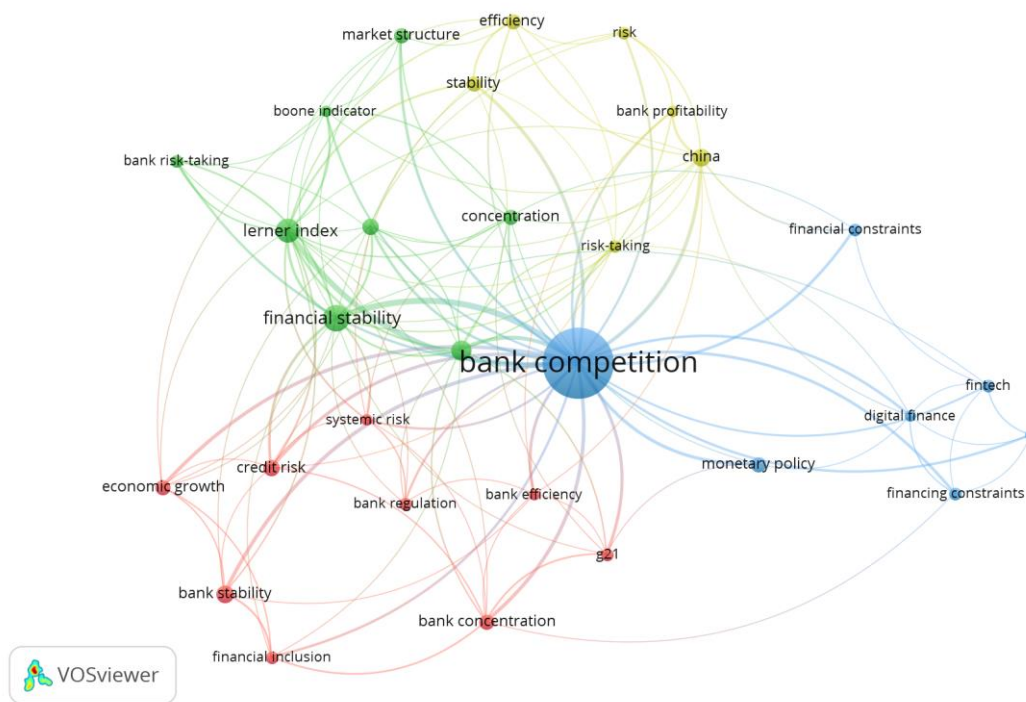 efficiency
market structure
risk
stability
boone indicator
bank profitability
bank risk-taking
china
concentration
lerner index
financial constraints
risk-taking
financial stability
bank competition
fintech
digital finance
systemic risk
monetary policy
credit risk
economic growth
bank regulation
bank efficiency
financing constraints
g21
bank stability
bank concentration
financial inclusion
VOSviewer